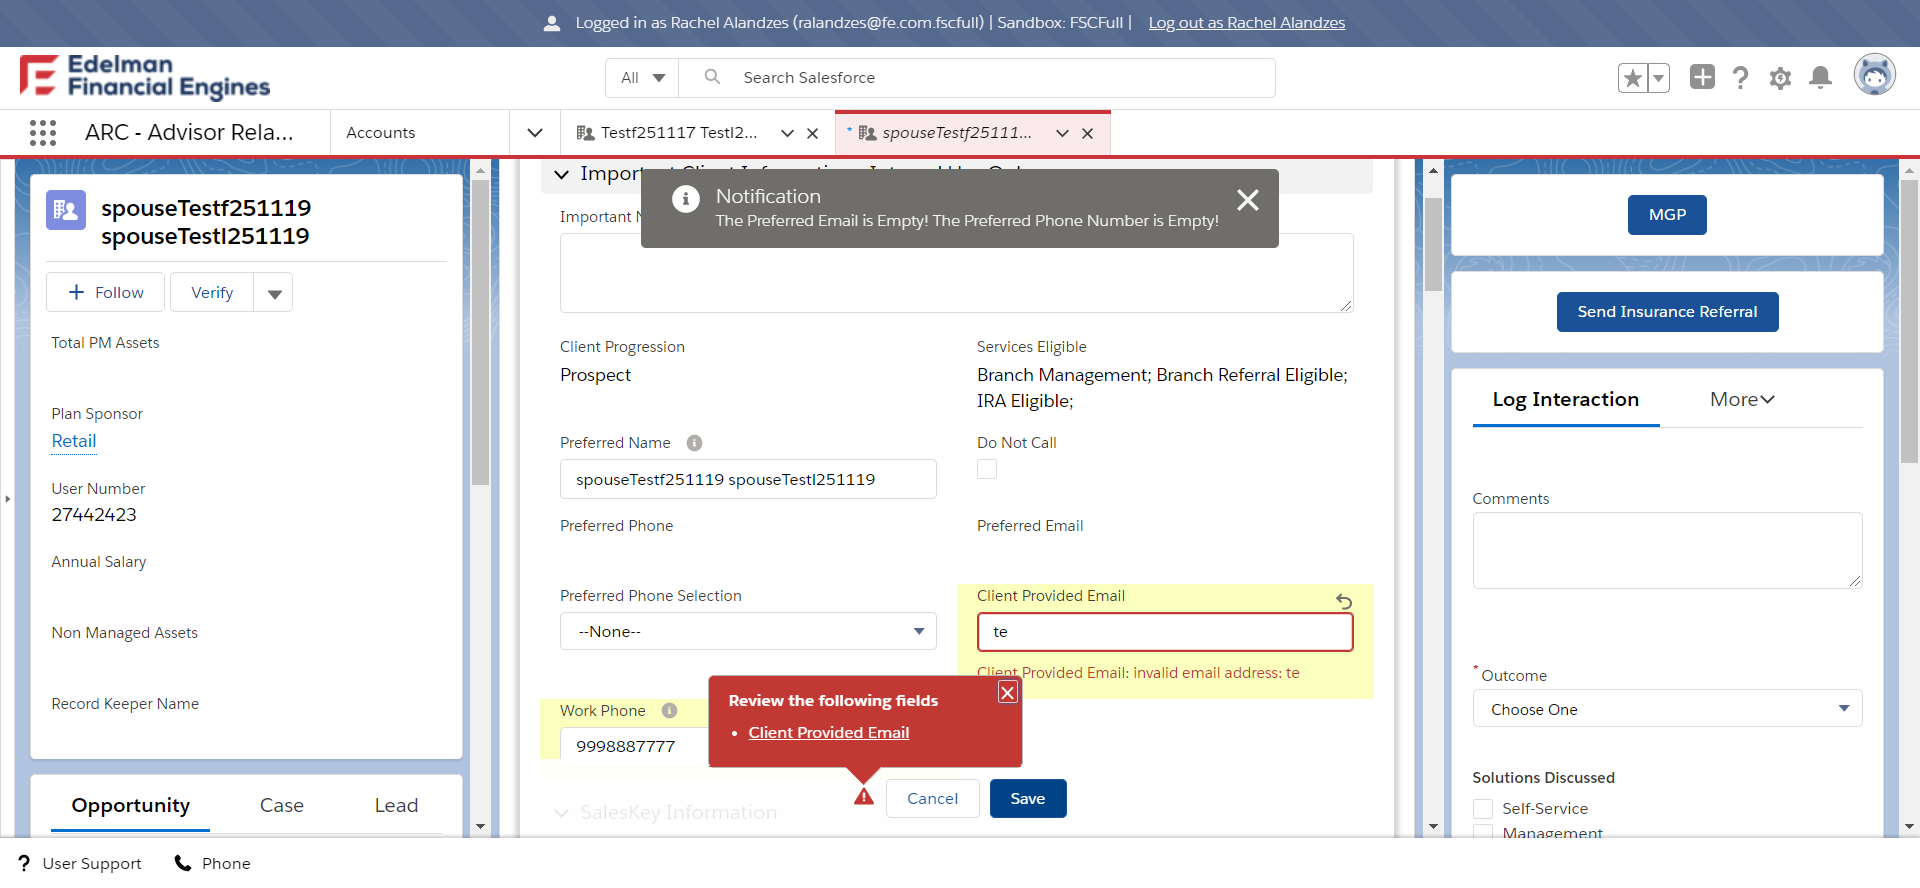 Logged in as Rachel Alandzes (ralandzes@fe.com.fscfull) | Sandbox: FSCFull | Log out as Rachel Alandzes
Edelman
Financial Engines
All
Search Salesforce
ARC - Advisor Rela...
Accounts
Testf251117 Testl2...
* spouseTestf25111...
spouseTestf251119
spouseTestl251119
Follow
Verify
Total PM Assets
Plan Sponsor
Retail
User Number
27442423
Annual Salary
Non Managed Assets
Record Keeper Name
Opportunity
Case
Lead
Notification
The Preferred Email is Empty! The Preferred Phone Number is Empty!
Client Progression
Prospect
Services Eligible
Branch Management; Branch Referral Eligible;
IRA Eligible;
Preferred Name
spouseTestf251119 spouseTestl251119
Do Not Call
Preferred Phone
Preferred Email
Preferred Phone Selection
--None--
Client Provided Email
te
Client Provided Email: invalid email address: te
Work Phone
9998887777
Review the following fields
• Client Provided Email
Cancel
Save
SalesKey Information
MGP
Send Insurance Referral
Log Interaction
More
Comments
* Outcome
Choose One
Solutions Discussed
Self-Service
Management
? User Support
Phone